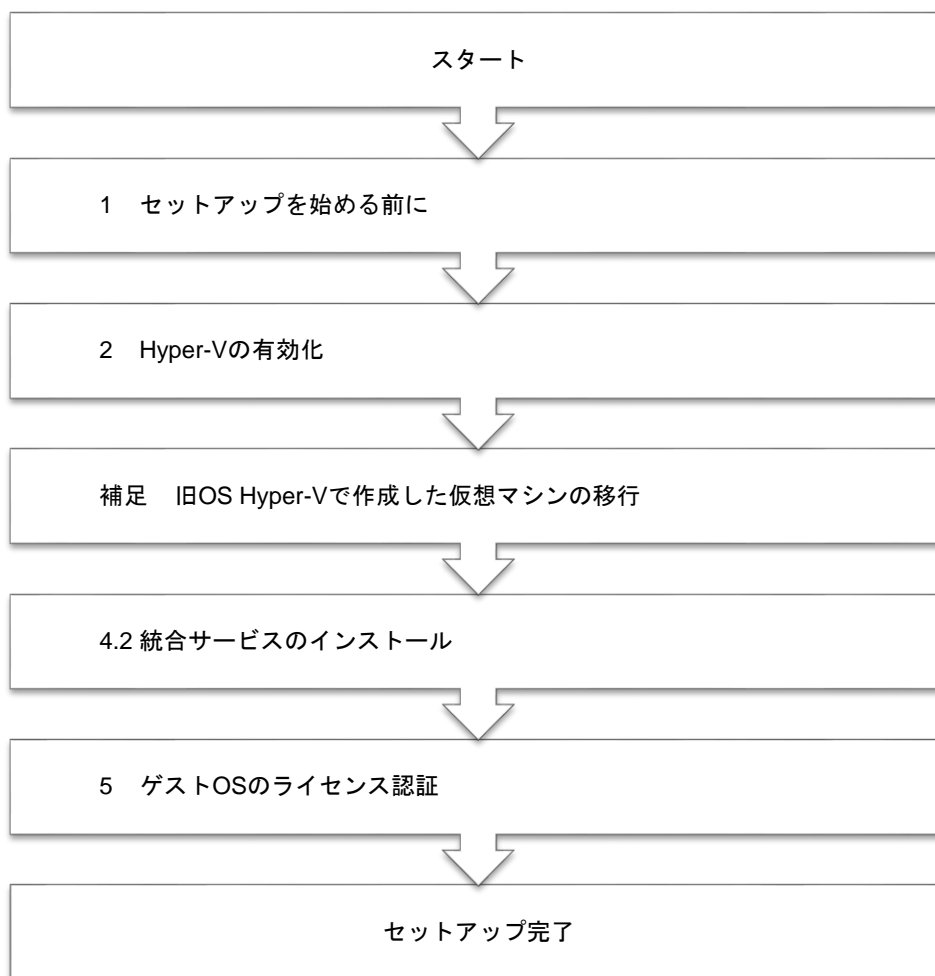 スタート
1 セットアップを始める前に
2 Hyper-Vの有効化
補足 旧OS Hyper-Vで作成した仮想マシンの移行
4.2 統合サービスのインストール
5 ゲストOSのライセンス認証
セットアップ完了